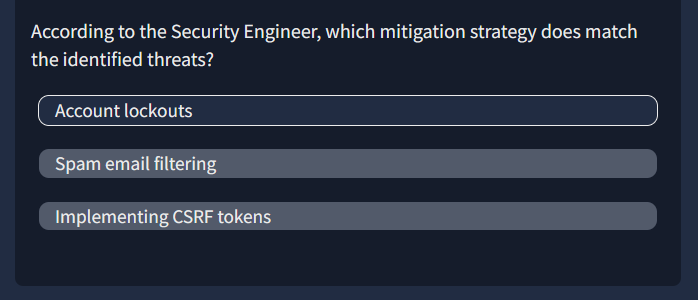 According to the Security Engineer, which mitigation strategy does match
the identified threats?
Account lockouts
Spam email filtering
Implementing CSRF tokens